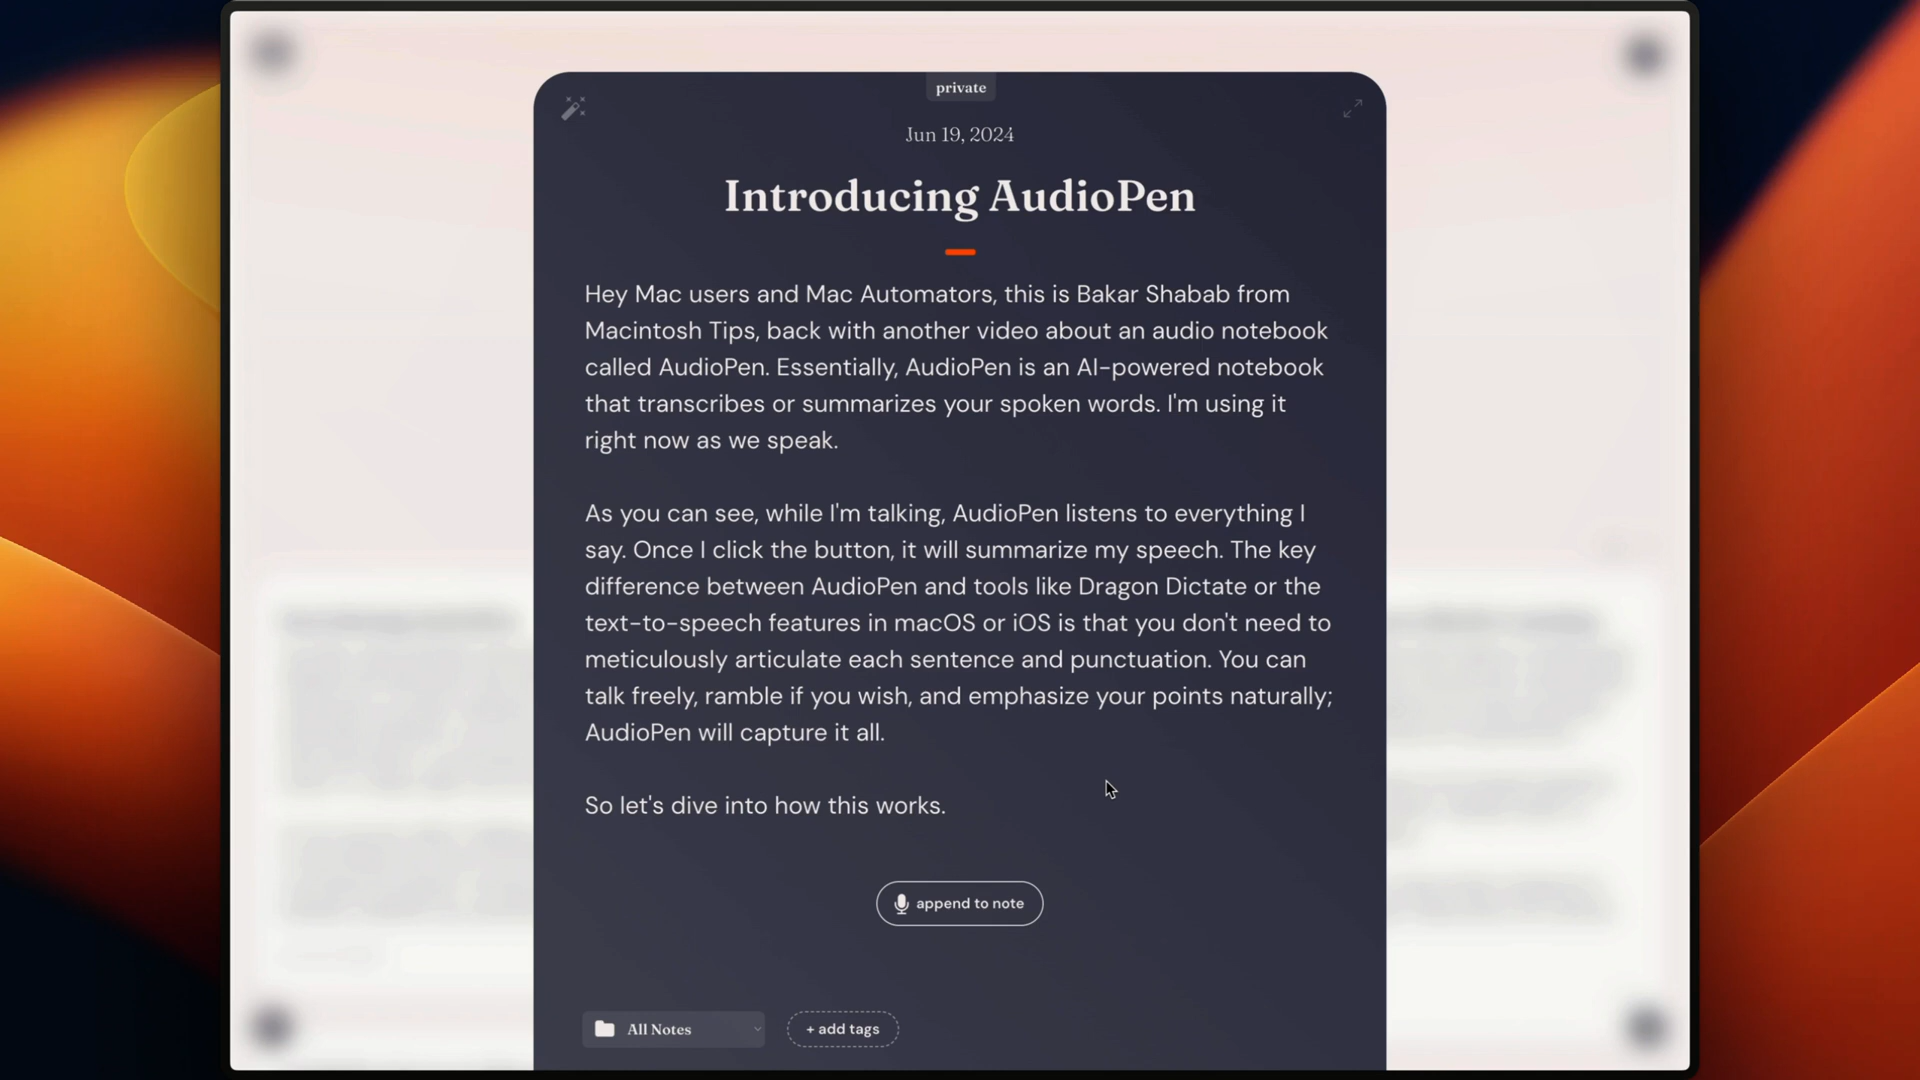 private
Jun 19, 2024
Introducing AudioPen
Hey Mac users and Mac Automators, this is Bakar Shabab from
Macintosh Tips, back with another video about an audio notebook
called AudioPen. Essentially, AudioPen is an AI-powered notebook
that transcribes or summarizes your spoken words. I'm using it
right now as we speak.
As you can see, while I'm talking, AudioPen listens to everything I
say. Once I click the button, it will summarize my speech. The key
difference between AudioPen and tools like Dragon Dictate or the
text-to-speech features in macOS or iOS is that you don't need to
meticulously articulate each sentence and punctuation. You can
talk freely, ramble if you wish, and emphasize your points naturally;
AudioPen will capture it all.
So let's dive into how this works.
append to note
All Notes
+ add tags